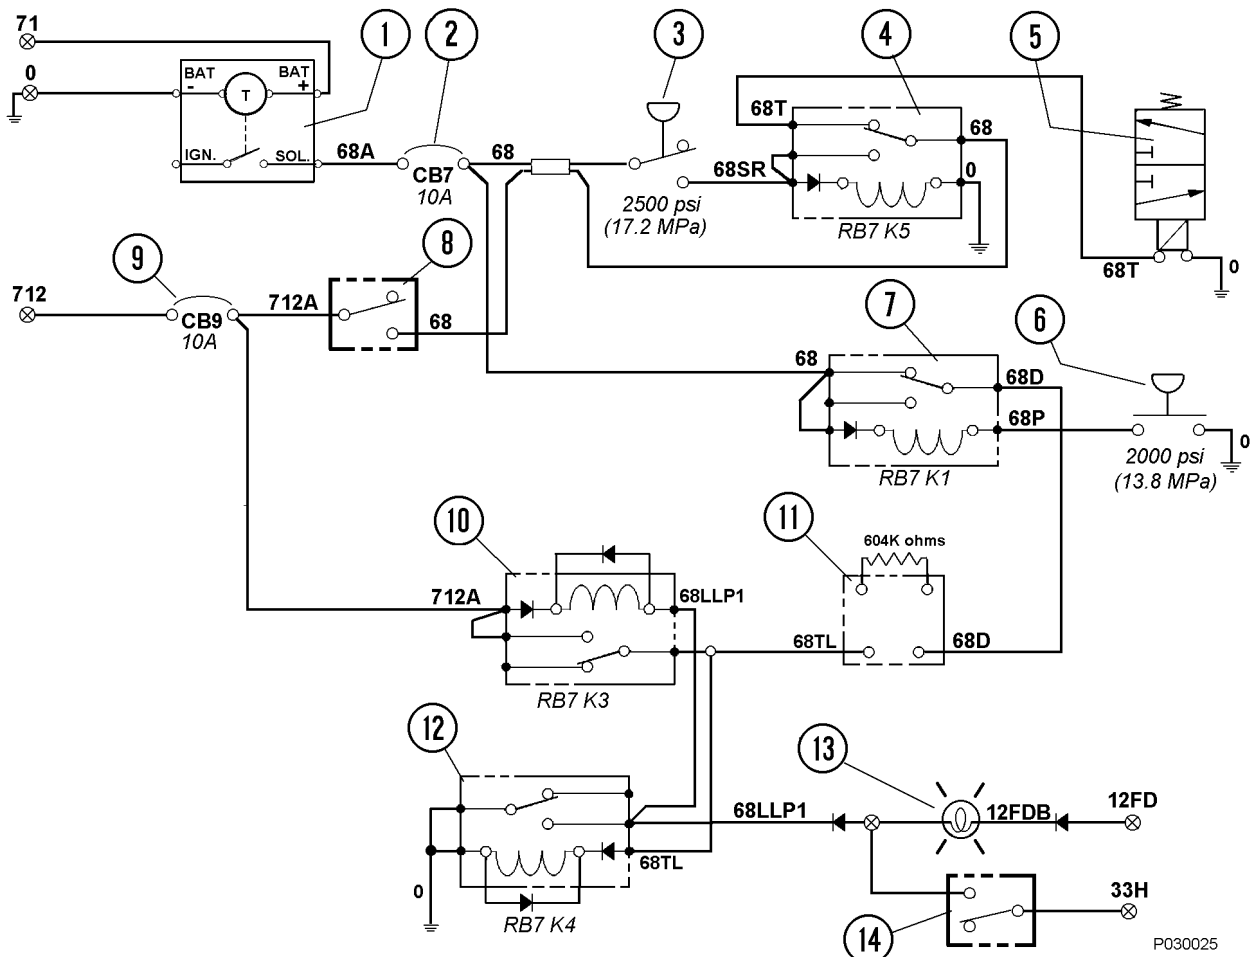 71
1
2
3
4
5
0
BAT
-
T
BAT
+
IGN.
SOL.
68A
CB7
10A
68
2500 psi
(17.2 MPa)
68SR
68T
68
0
RB7 K5
68T
0
9
712
CB9
10A
712A
8
68
7
68
68D
68P
RB7 K1
6
2000 psi
(13.8 MPa)
0
10
712A
68LLP1
RB7 K3
11
604K ohms
68TL
68D
12
0
68TL
RB7 K4
13
68LLP1
12FDB
12FD
14
33H
P030025